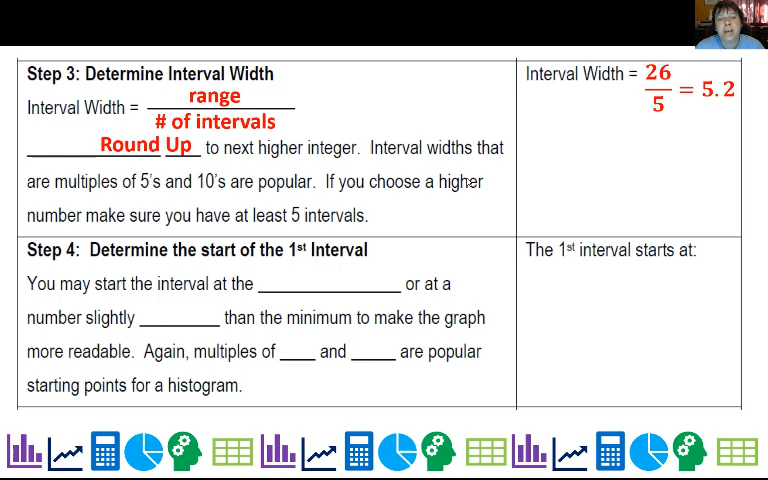 Step 3: Determine Interval Width
Interval Width = range
# of intervals
Round Up to next higher integer. Interval widths that
are multiples of 5's and 10's are popular. If you choose a higher
number make sure you have at least 5 intervals.
Interval Width = 26
5
= 5.2
Step 4: Determine the start of the 1st Interval
You may start the interval at the ________________ or at a
number slightly _________ than the minimum to make the graph
more readable. Again, multiples of ____ and _____ are popular
starting points for a histogram.
The 1st interval starts at: